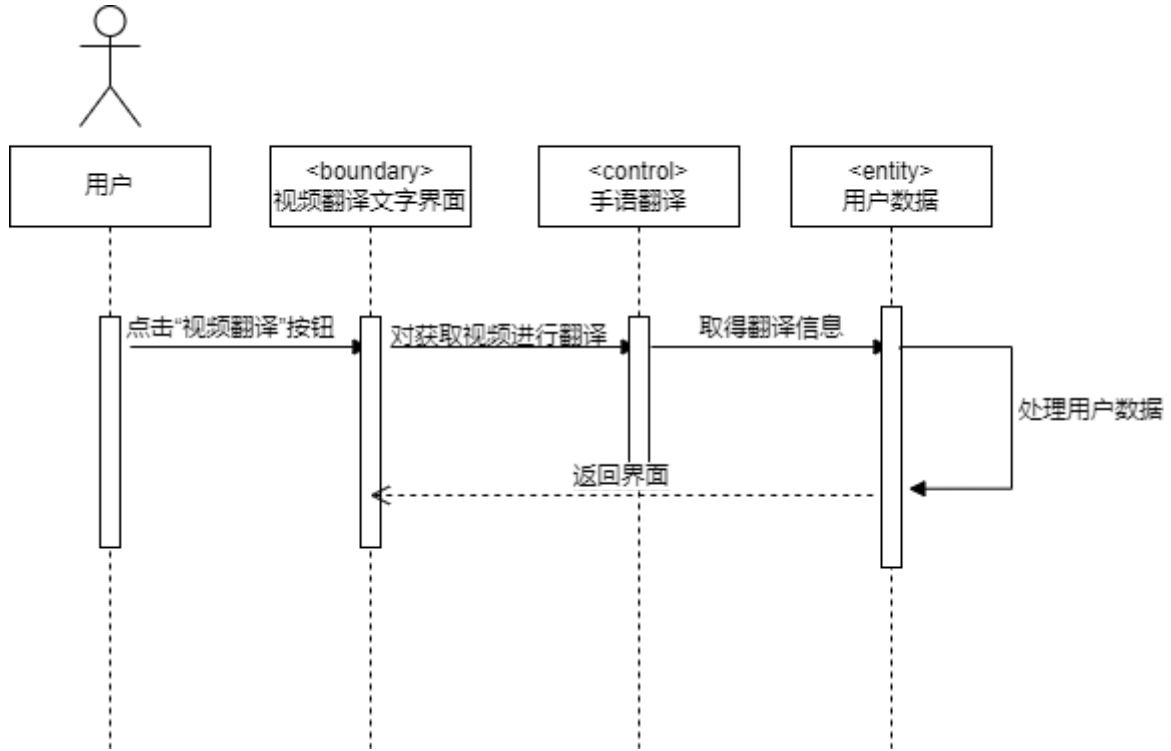 用户
<boundary>
视频翻译文字界面
<control>
手语翻译
<entity>
用户数据
点击“视频翻译”按钮
对获取视频进行翻译
取得翻译信息
处理用户数据
返回界面